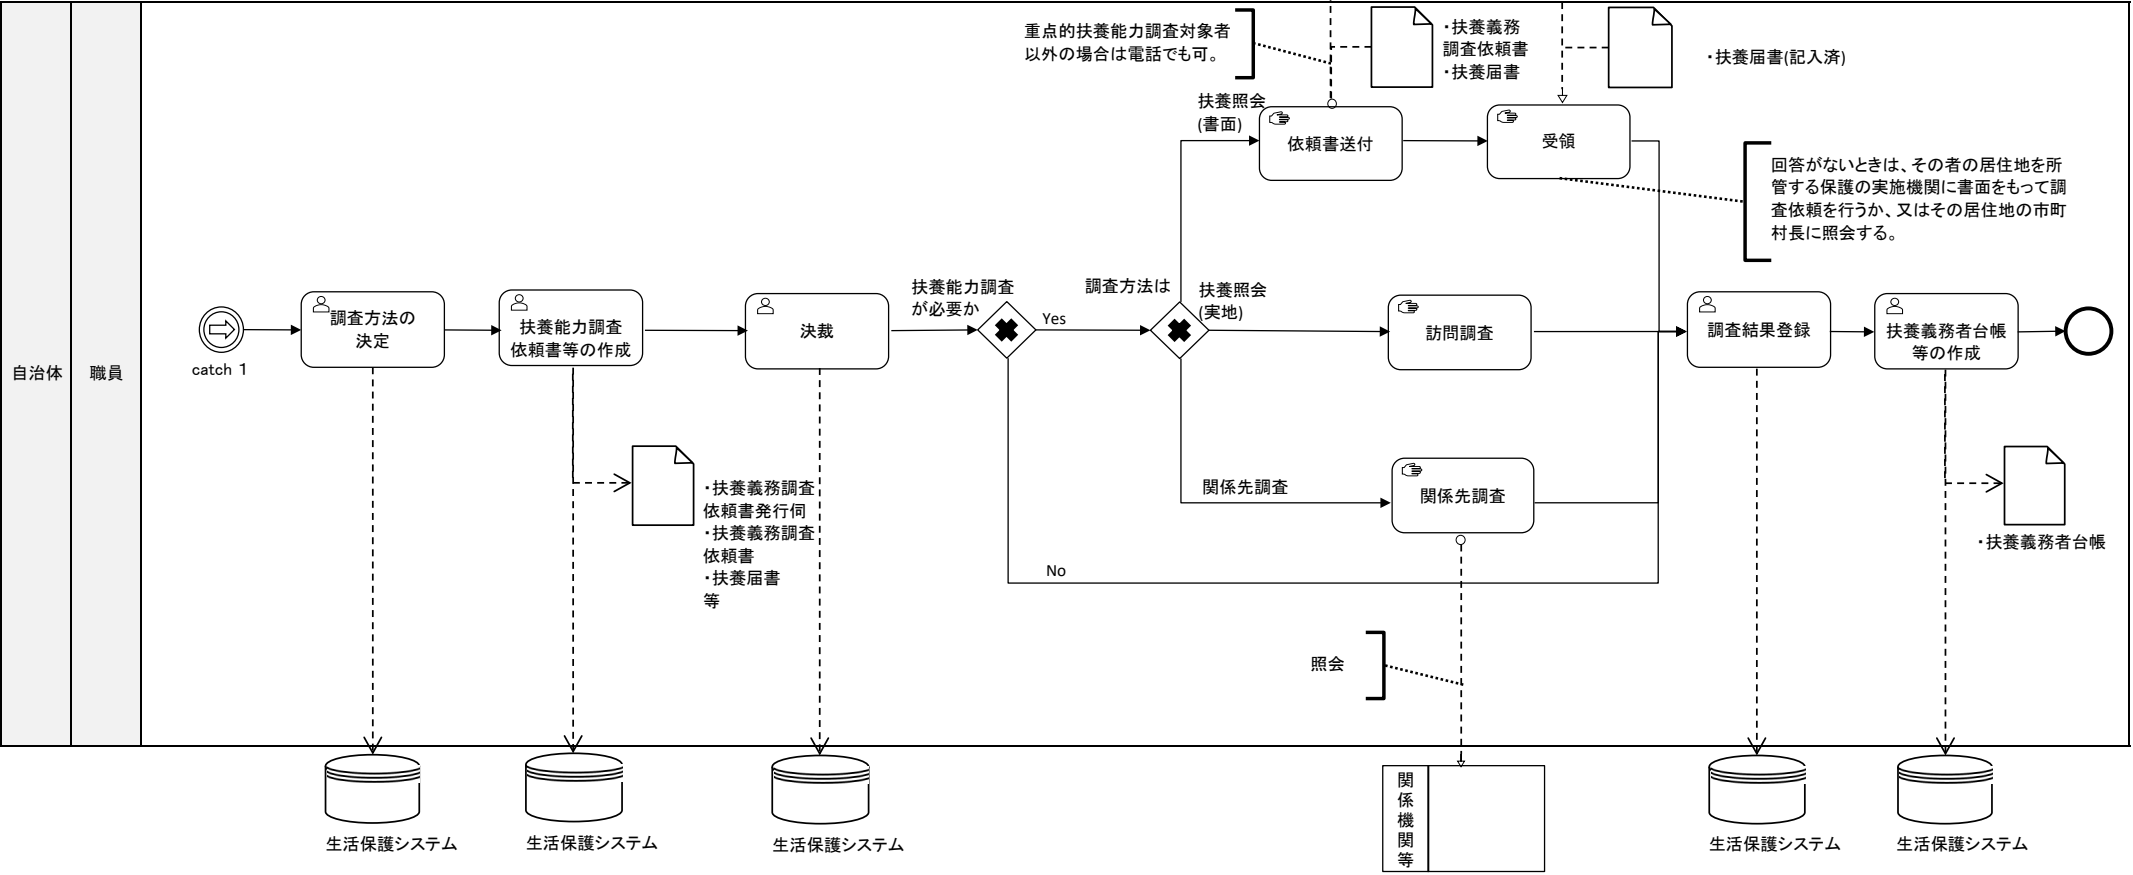 重点的扶養能力調査対象者
以外の場合は電話でも可。
・扶養義務
調査依頼書
・扶養届書
・扶養届書(記入済)
扶養照会
(書面)
依頼書送付
受領
回答がないときは、その者の居住地を所
管する保護の実施機関に書面をもって調
査依頼を行うか、又はその居住地の市町
村長に照会する。
自治体
職員
catch 1
調査方法の
決定
扶養能力調査
依頼書等の作成
決裁
扶養能力調査
が必要か
Yes
調査方法は
扶養照会
(実地)
訪問調査
調査結果登録
扶養義務者台帳
等の作成
・扶養義務調査
依頼書発行伺
・扶養義務調査
依頼書
・扶養届書
等
関係先調査
関係先調査
・扶養義務者台帳
No
照会
生活保護システム
生活保護システム
生活保護システム
関係機関等
生活保護システム
生活保護システム